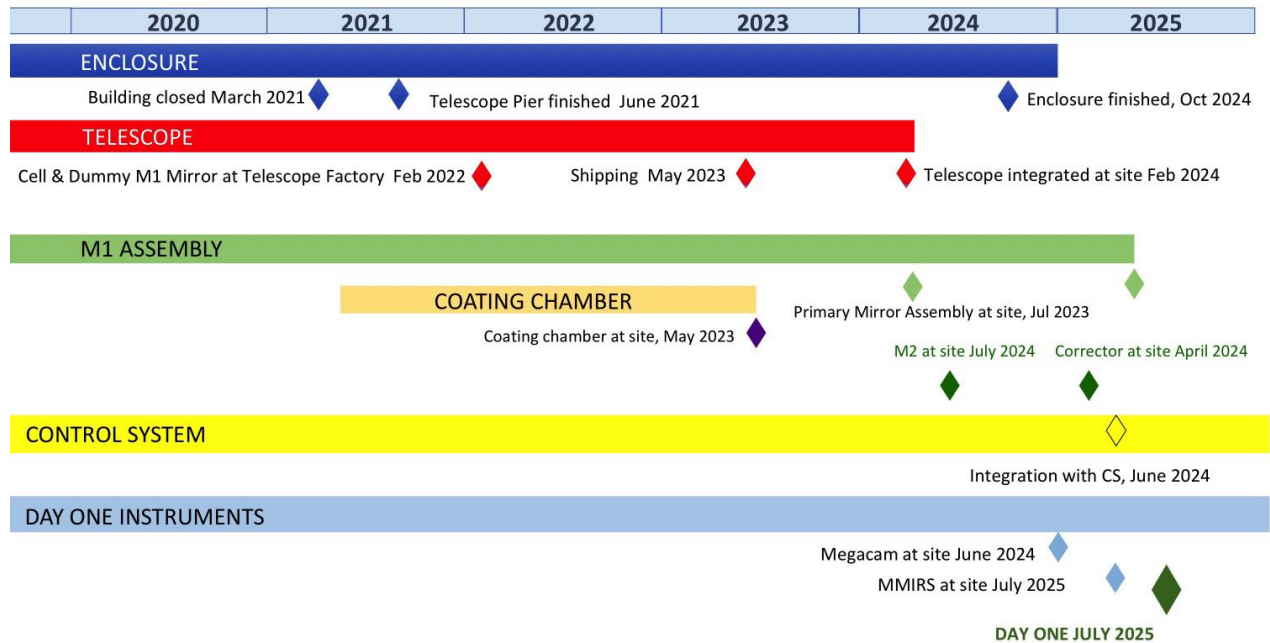 2020 2021 2022 2023 2024 2025
ENCLOSURE
Building closed March 2021
Telescope Pier finished June 2021
Enclosure finished, Oct 2024
TELESCOPE
Cell & Dummy M1 Mirror at Telescope Factory Feb 2022
Shipping May 2023
Telescope integrated at site Feb 2024
M1 ASSEMBLY
COATING CHAMBER
Primary Mirror Assembly at site, Jul 2023
Coating chamber at site, May 2023
M2 at site July 2024
Corrector at site April 2024
CONTROL SYSTEM
Integration with CS, June 2024
DAY ONE INSTRUMENTS
Megacam at site June 2024
MMIRS at site July 2025
DAY ONE JULY 2025